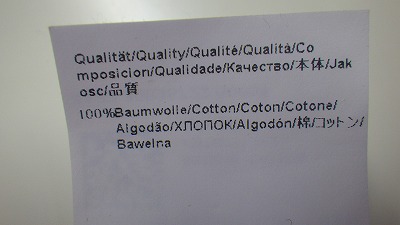 Qualität/Quality/Qualité/Qualità/Co
mposicion/Qualidade/Качество/本体/Jak
osc/品質
100%Baumwolle/Cotton/Coton/Cotone/
Algodão/ХЛОПОК/Algodón/棉/コットン/
Bawelna